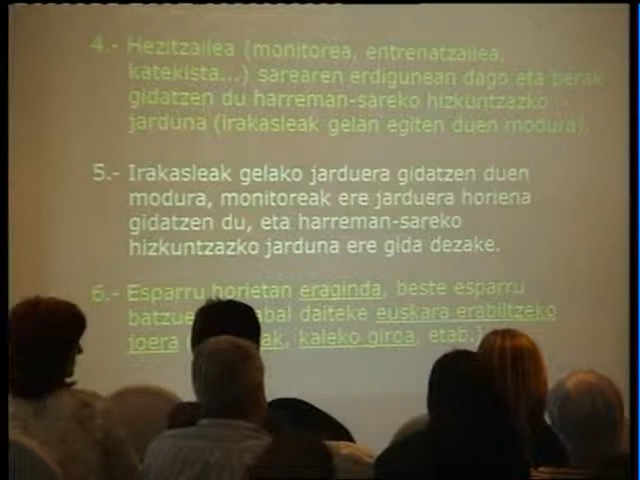 4.- Hezitzailea (monitorea, entrenatzailea,
katekista...) sarearen erdigunean dago eta berak
gidatzen du harreman-sareko hizkuntzazko
jarduna (irakasleak gelan egiten duen modura).
5.- Irakasleak gelako jarduera gidatzen duen
modura, monitoreak ere jarduera horiena
gidatzen du, eta harreman-sareko
hizkuntzazko jarduna ere gida dezake.
6.- Esparru horietan eraginda, beste esparru
daiteke euskara erabiltzeko
joera kaleko giroa, etab.)